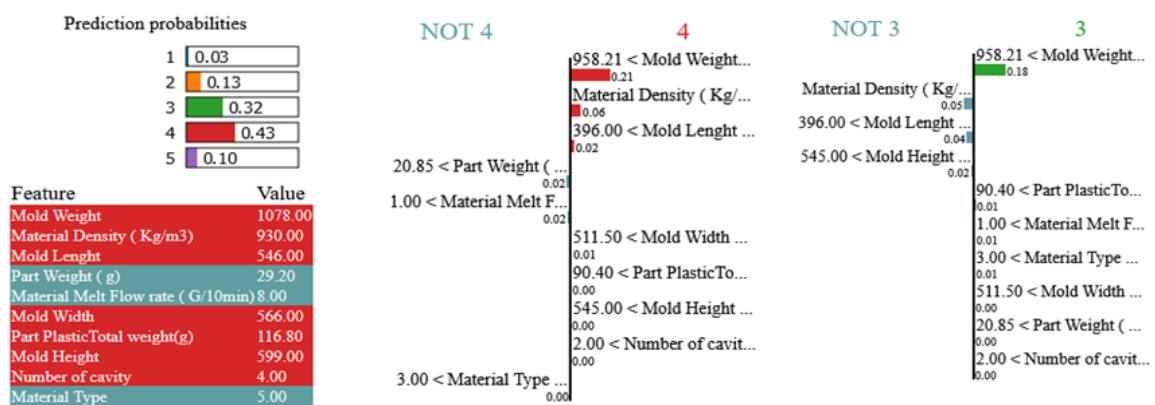 Prediction probabilities
1 0.03
2 0.13
3 0.32
4 0.43
5 0.10
Feature Value
Mold Weight 1078.00
Material Density ( Kg/m3) 930.00
Mold Lenght 546.00
Part Weight ( g) 29.20
Material Melt Flow rate ( G/10min) 8.00
Mold Width 566.00
Part PlasticTotal weight(g) 116.80
Mold Height 599.00
Number of cavity 4.00
Material Type 5.00
NOT 4 4
958.21 < Mold Weight...
0.21
Material Density ( Kg/...
0.06
396.00 < Mold Lenght ...
0.02
20.85 < Part Weight ( ...
0.02
1.00 < Material Melt F...
0.02
511.50 < Mold Width ...
0.01
90.40 < Part PlasticTo...
0.00
545.00 < Mold Height ...
0.00
2.00 < Number of cavit...
0.00
3.00 < Material Type ...
0.00
NOT 3 3
958.21 < Mold Weight...
0.18
Material Density ( Kg/...
0.05
396.00 < Mold Lenght ...
0.04
545.00 < Mold Height ...
0.02
90.40 < Part PlasticTo...
0.01
1.00 < Material Melt F...
0.01
3.00 < Material Type ...
0.01
511.50 < Mold Width ...
0.00
20.85 < Part Weight ( ...
0.00
2.00 < Number of cavit...
0.00